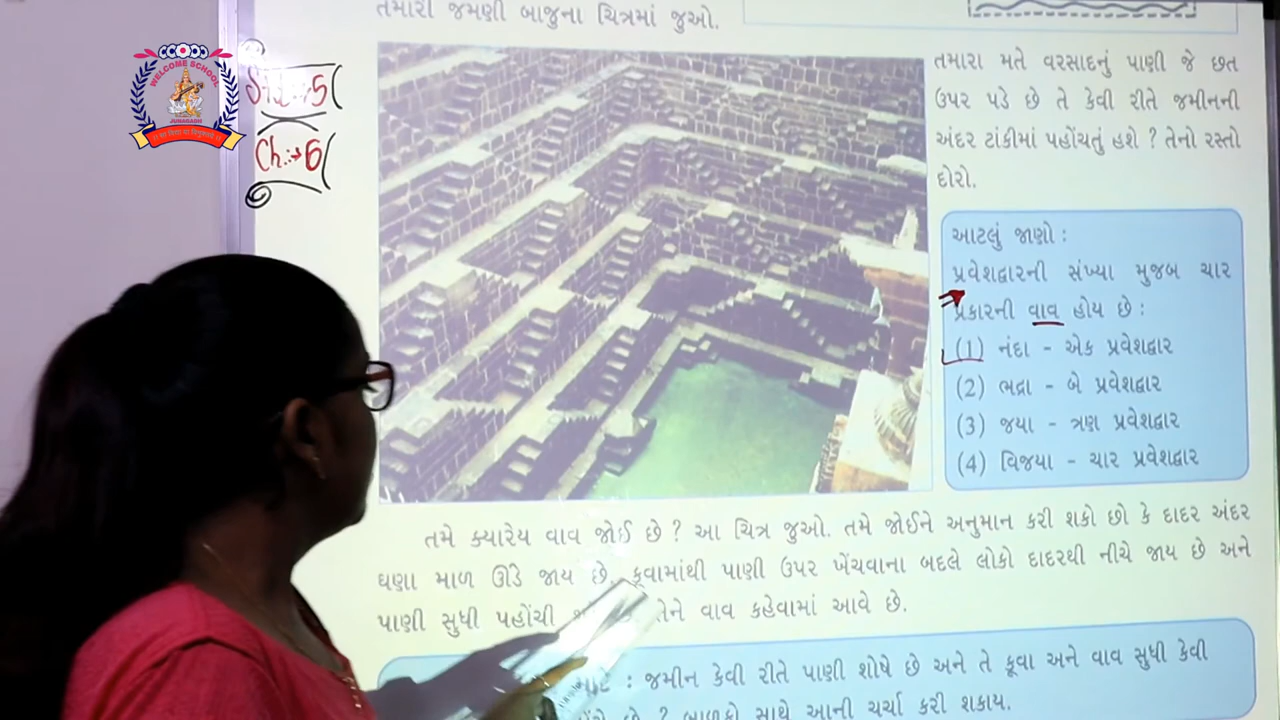 તમારી જમણી બાજુના ચિત્રમાં જુઓ.
WELCOME SCHOOL
JUNAGADH
Std :→ 5
Ch :→ 6
તમારા મતે વરસાદનું પાણી જે છત
ઉપર પડે છે તે કેવી રીતે જમીનની
અંદર ટાંકીમાં પહોંચતું હશે ? તેનો રસ્તો
દોરો.
આટલું જાણો :
પ્રવેશદ્વારની સંખ્યા મુજબ ચાર
પ્રકારની વાવ હોય છે :
(1) નંદા - એક પ્રવેશદ્વાર
(2) ભદ્રા - બે પ્રવેશદ્વાર
(3) જયા - ત્રણ પ્રવેશદ્વાર
(4) વિજયા - ચાર પ્રવેશદ્વાર
તમે ક્યારેય વાવ જોઈ છે ? આ ચિત્ર જુઓ. તમે જોઈને અનુમાન કરી શકો છો કે દાદર અંદર
ઘણા માળ ઊંડે જાય છે. કૂવામાંથી પાણી ઉપર ખેંચવાના બદલે લોકો દાદરથી નીચે જાય છે અને
પાણી સુધી પહોંચી તેને વાવ કહેવામાં આવે છે.
: જમીન કેવી રીતે પાણી શોષે છે અને તે કૂવા અને વાવ સુધી કેવી
છે ? બાળકો સાથે આની ચર્ચા કરી શકાય.